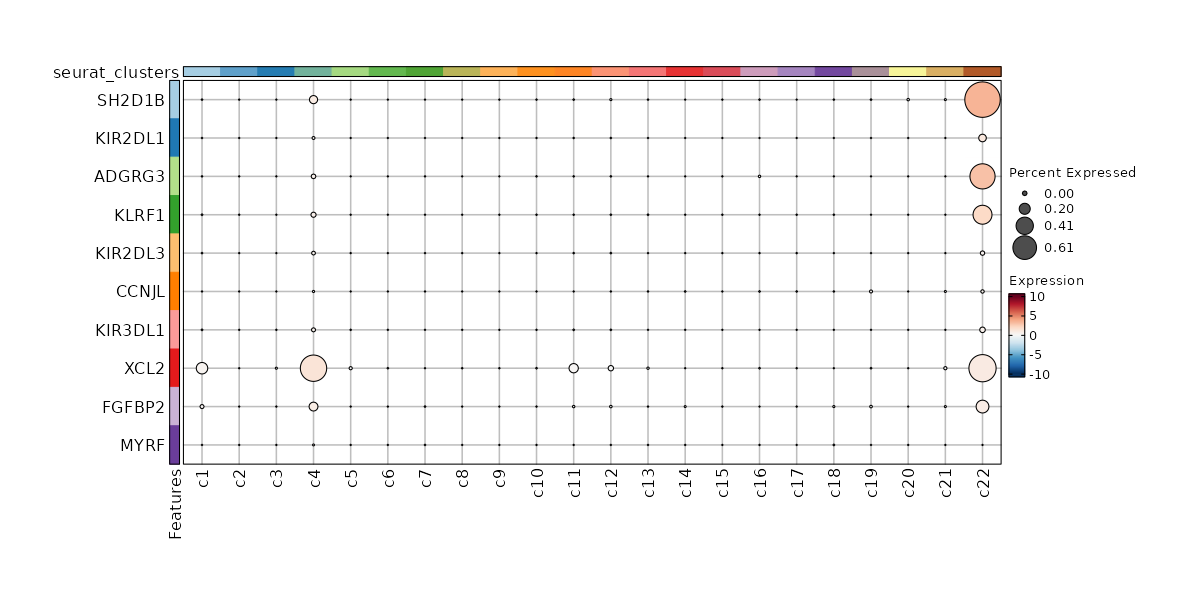 seurat_clusters
SH2D1B
KIR2DL1
ADGRG3
KLRF1
KIR2DL3
CCNJL
KIR3DL1
XCL2
FGFBP2
MYRF
Features
c1 c2 c3 c4 c5 c6 c7 c8 c9 c10 c11 c12 c13 c14 c15 c16 c17 c18 c19 c20 c21 c22
Percent Expressed
0.00
0.20
0.41
0.61
Expression
10
5
0
-5
-10